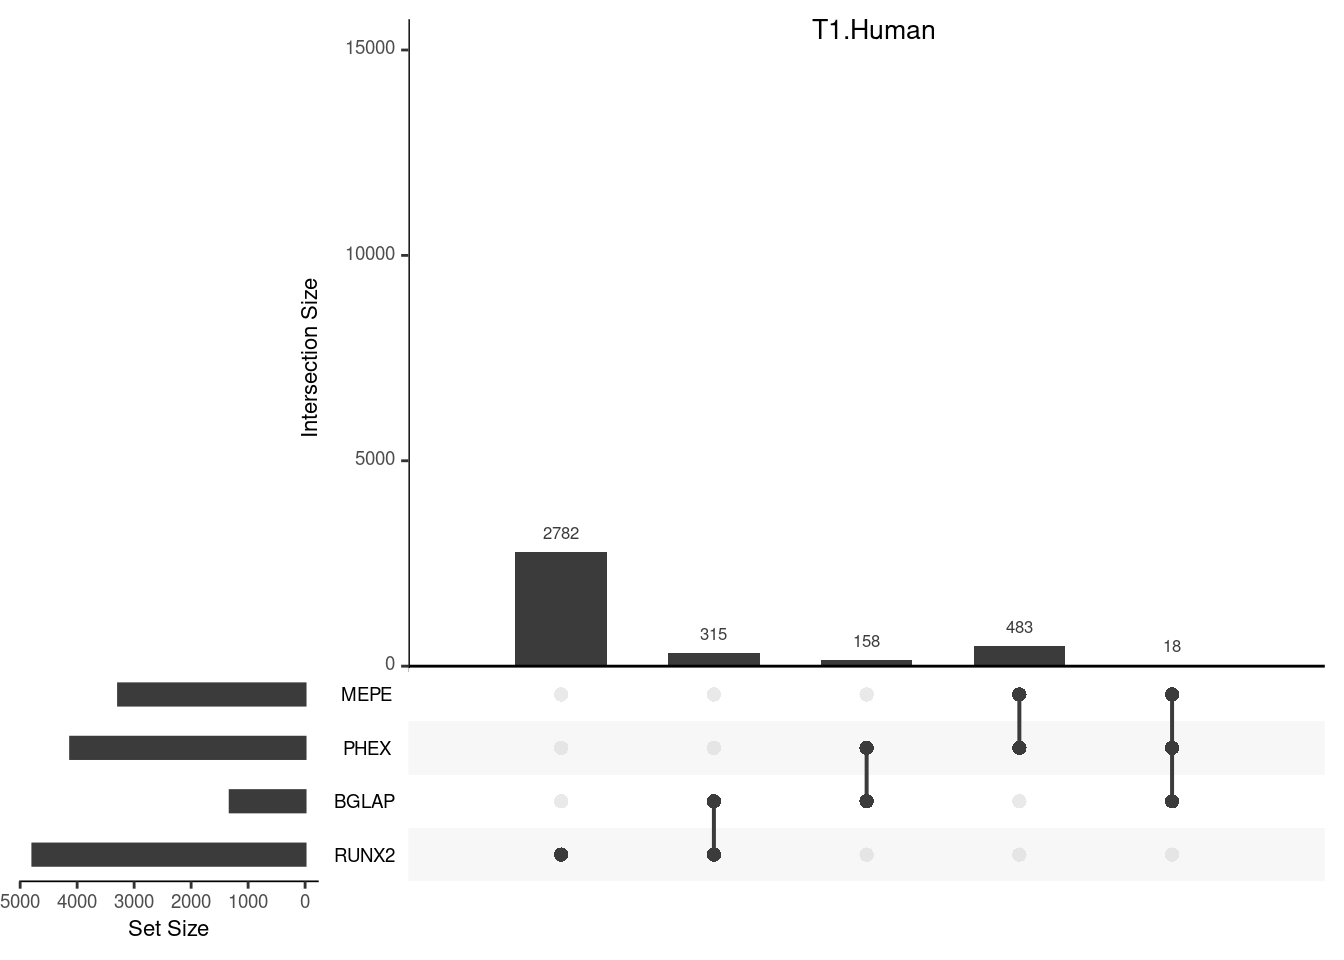 T1.Human
15000
10000
5000
0
Intersection Size
2782
315
158
483
18
MEPE
PHEX
BGLAP
RUNX2
5000 4000 3000 2000 1000 0
Set Size